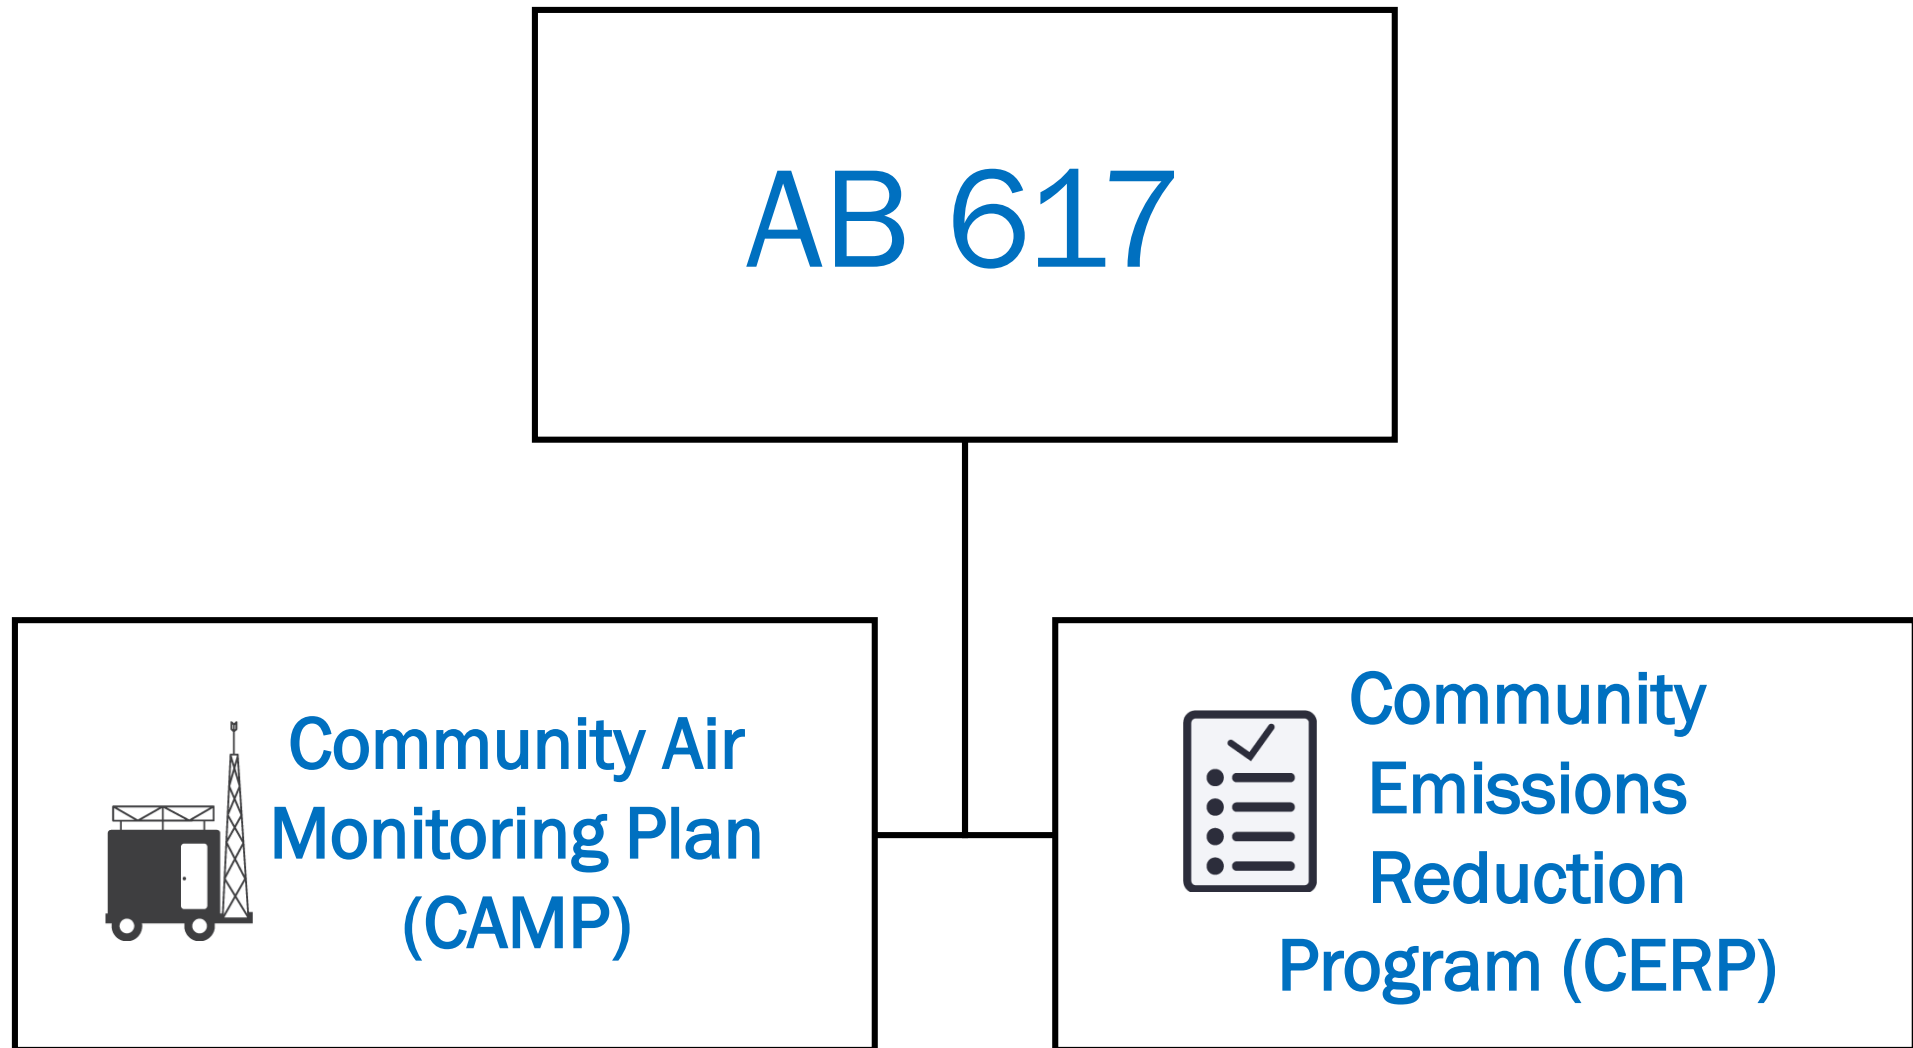 AB 617
Community Air
Monitoring Plan
(CAMP)
Community
Emissions
Reduction
Program (CERP)